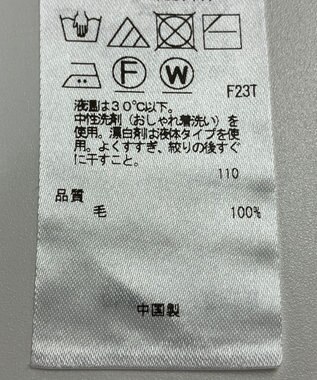 F
W
F23T
液温は30℃以下。
中性洗剤（おしゃれ着洗い）を
使用。漂白剤は液体タイプを使
用。よくすすぎ、絞りの後すぐ
に干すこと。
110
品質
毛 100%
中国製